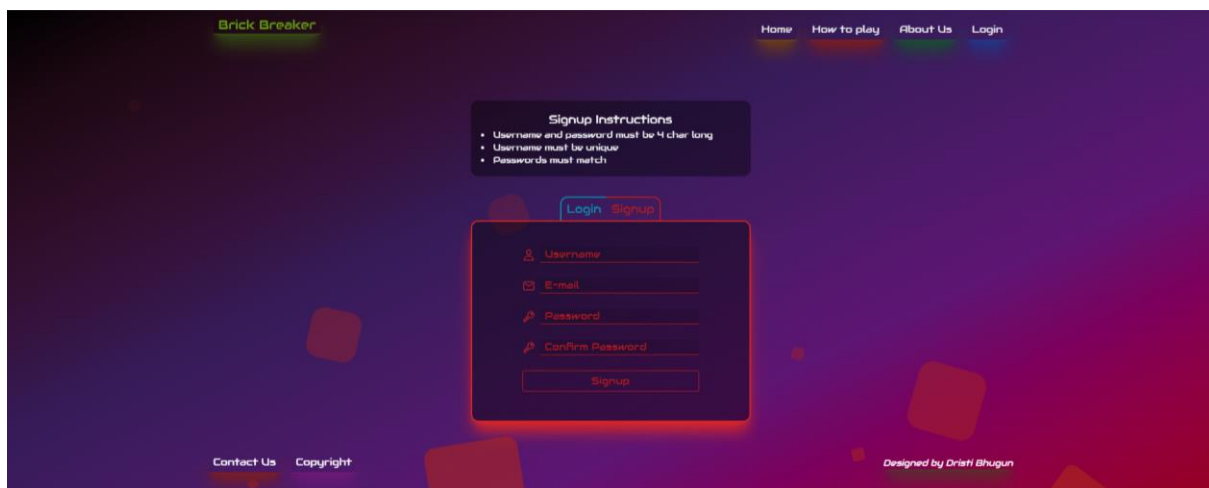 Brick Breaker
Home How to play About Us Login
Signup Instructions
• Username and password must be 4 char long
• Username must be unique
• Passwords must match
Login Signup
Username
E-mail
Password
Confirm Password
Signup
Contact Us Copyright
Designed by Dristi Bhugun